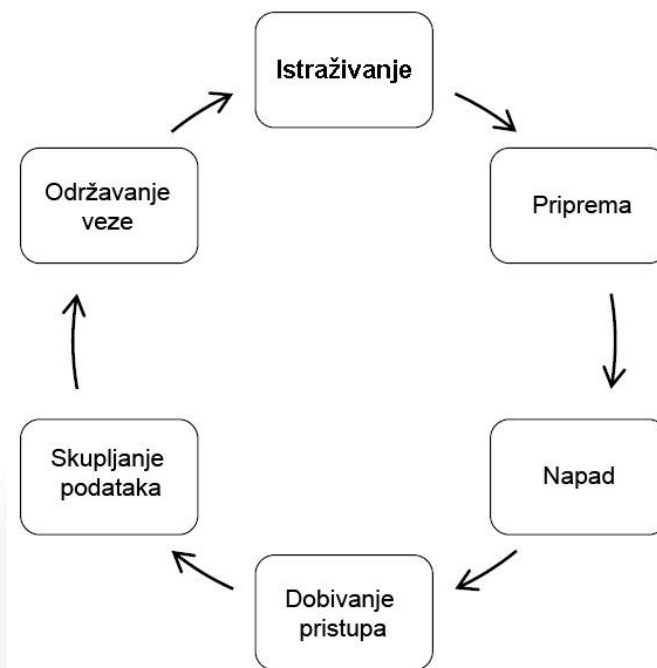 Istraživanje
Priprema
Napad
Dobivanje
pristupa
Skupljanje
podataka
Održavanje
veze